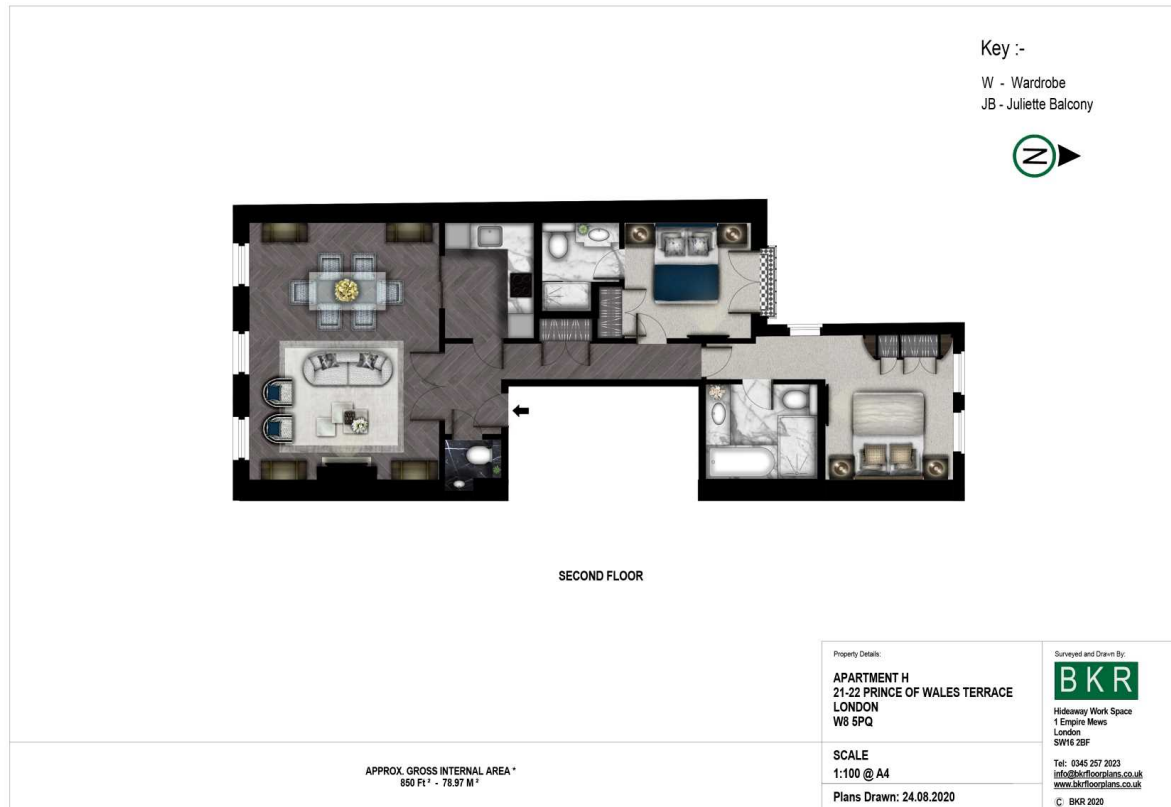 Key :-
W - Wardrobe
JB - Juliette Balcony
N
SECOND FLOOR
APPROX. GROSS INTERNAL AREA *
850 Ft ² - 78.97 M ²
Property Details:
APARTMENT H
21-22 PRINCE OF WALES TERRACE
LONDON
W8 5PQ
SCALE
1:100 @ A4
Plans Drawn: 24.08.2020
Surveyed and Drawn By:
BKR
Hideaway Work Space
1 Empire Mews
London
SW16 2BF
Tel: 0345 257 2023
info@bkrfloorplans.co.uk
www.bkrfloorplans.co.uk
© BKR 2020